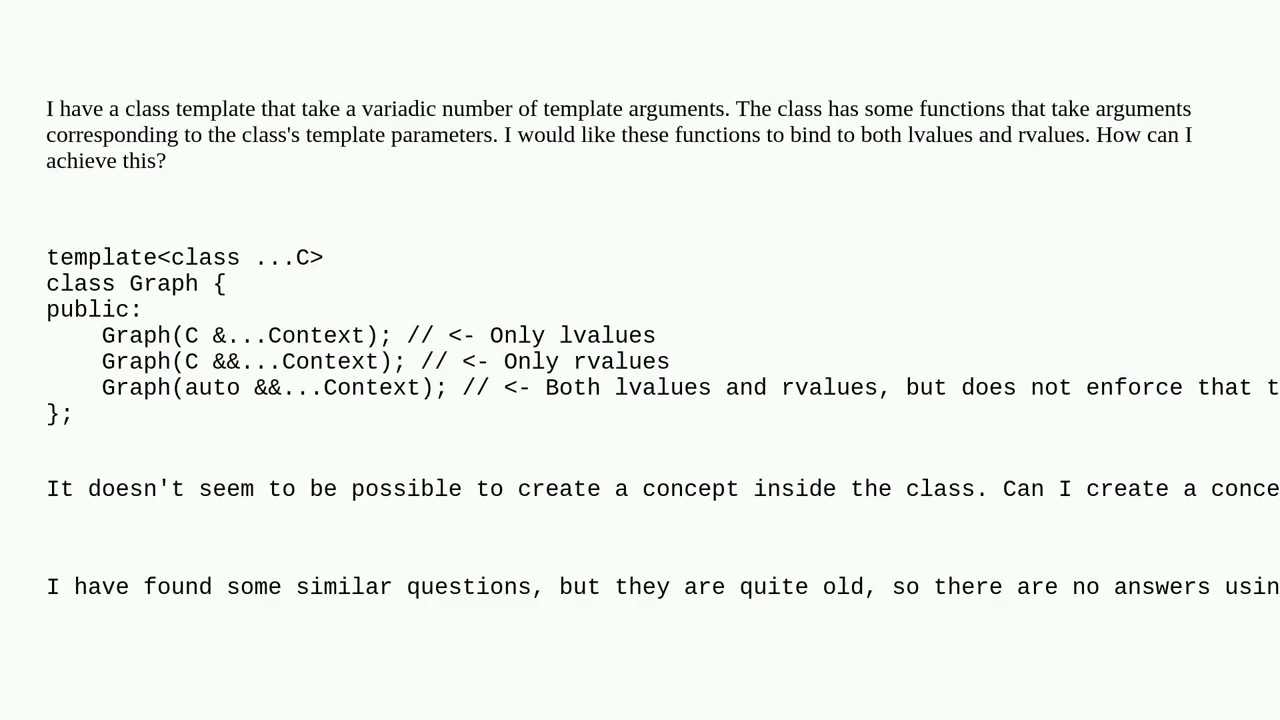 I have a class template that take a variadic number of template arguments. The class has some functions that take arguments
corresponding to the class's template parameters. I would like these functions to bind to both lvalues and rvalues. How can I
achieve this?
template<class ...C>
class Graph {
public:
    Graph(C &...Context); // <- Only lvalues
    Graph(C &&...Context); // <- Only rvalues
    Graph(auto &&...Context); // <- Both lvalues and rvalues, but does not enforce that
};
It doesn't seem to be possible to create a concept inside the class. Can I create a
I have found some similar questions, but they are quite old, so there are no answers